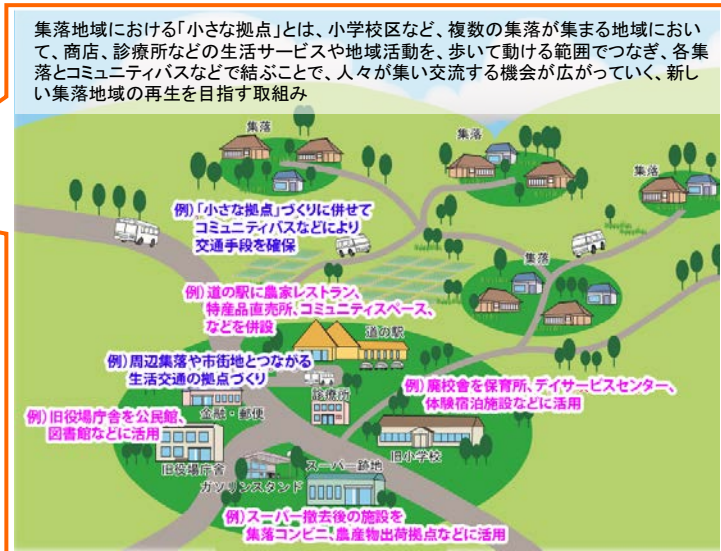 集落地域における「小さな拠点」とは、小学校区など、複数の集落が集まる地域におい
て、商店、診療所などの生活サービスや地域活動を、歩いて動ける範囲でつなぎ、各集
落とコミュニティバスなどで結ぶことで、人々が集い交流する機会が広がっていく、新し
い集落地域の再生を目指す取組み
集落
集落
集落
例）「小さな拠点」づくりに併せて
コミュニティバスなどにより
交通手段を確保
集落
例）道の駅に農家レストラン、
特産品直売所、コミュニティスペース、
などを併設
道の駅
例）周辺集落や市街地とつながる
生活交通の拠点づくり
例）廃校舎を保育所、デイサービスセンター、
体験宿泊施設などに活用
金融・郵便
診療所
例）旧役場庁舎を公民館、
図書館などに活用
旧小学校
旧役場庁舎
スーパー跡地
ガソリンスタンド
例）スーパー撤去後の施設を
集落コンビニ、農産物出荷拠点などに活用